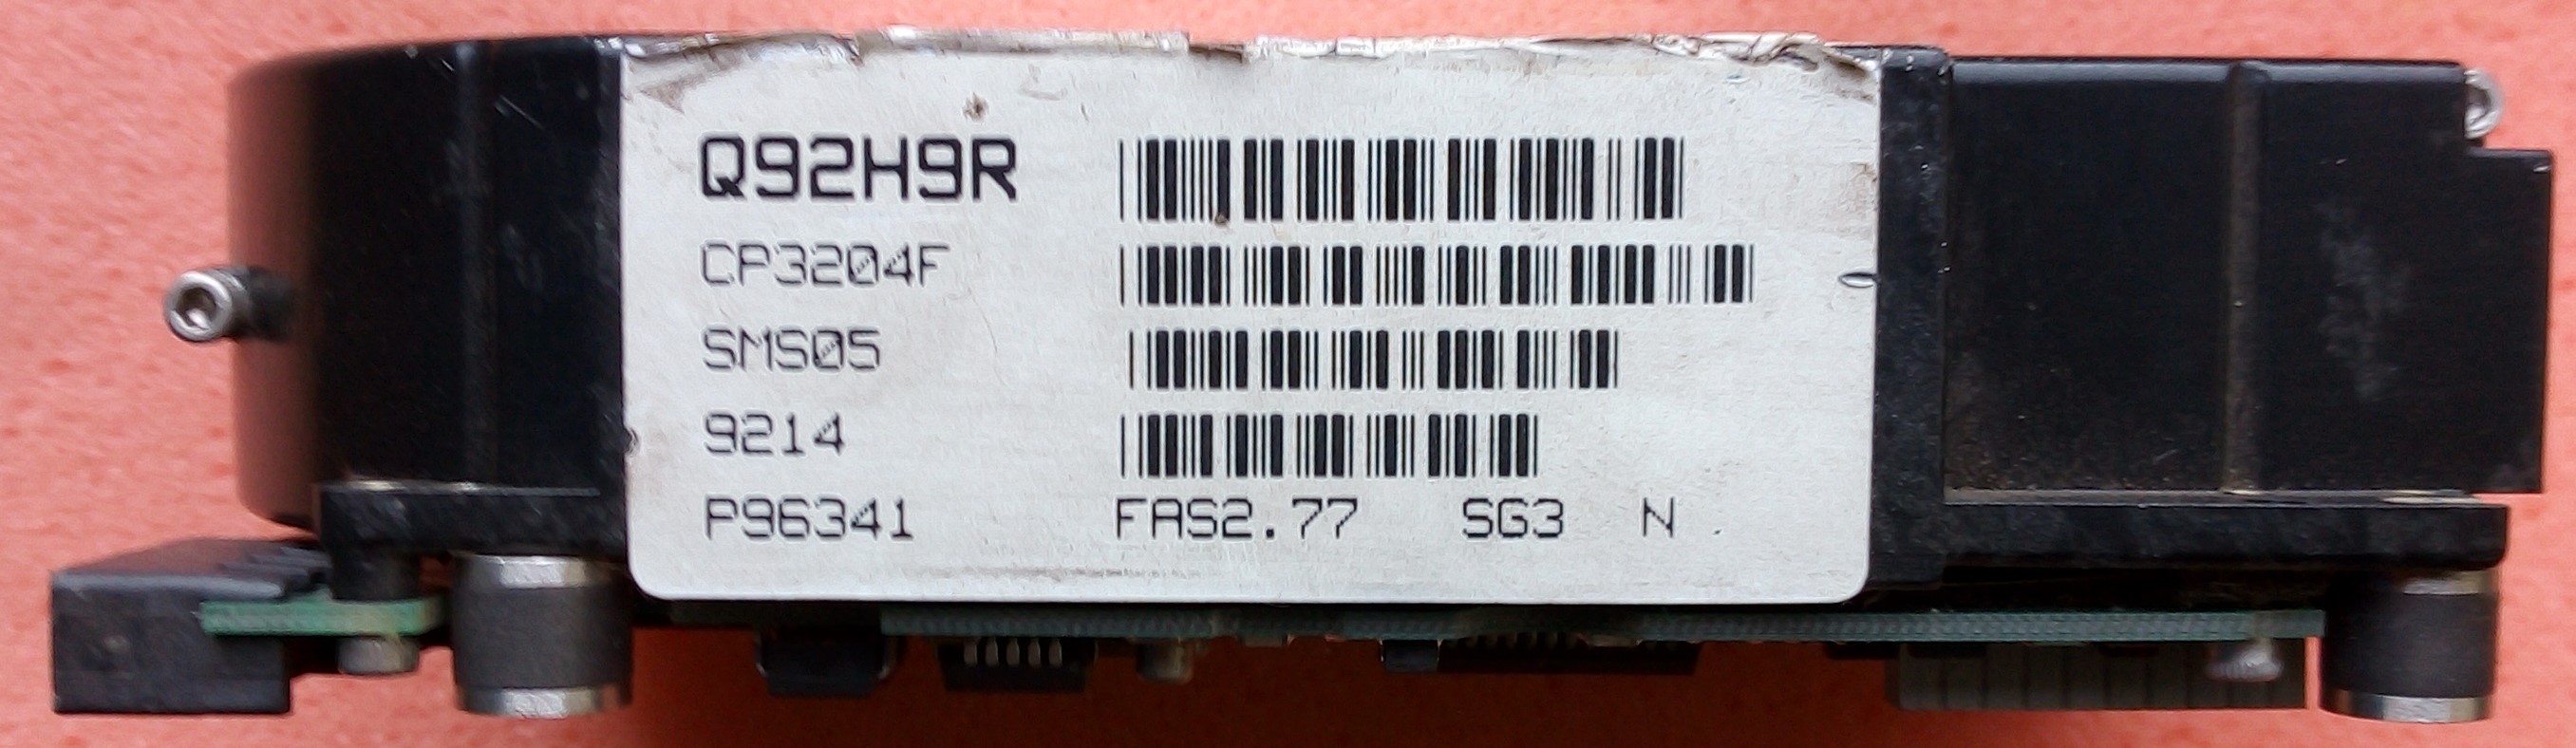 Q92H9R
CP3204F
SMS05
9214
P96341 FAS2.77 SG3 N